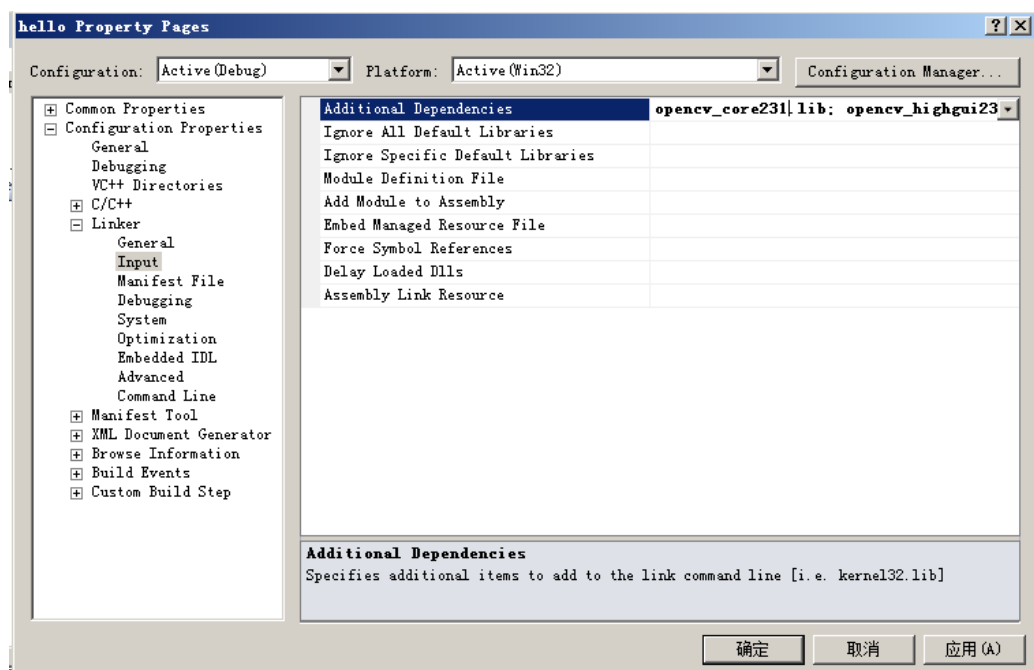 hello Property Pages
Configuration: Active(Debug) Platform: Active(Win32) Configuration Manager...
Common Properties
Configuration Properties
General
Debugging
VC++ Directories
C/C++
Linker
General
Input
Manifest File
Debugging
System
Optimization
Embedded IDL
Advanced
Command Line
Manifest Tool
XML Document Generator
Browse Information
Build Events
Custom Build Step
Additional Dependencies opencv_core231.lib; opencv_highgui23
Ignore All Default Libraries
Ignore Specific Default Libraries
Module Definition File
Add Module to Assembly
Embed Managed Resource File
Force Symbol References
Delay Loaded Dlls
Assembly Link Resource
Additional Dependencies
Specifies additional items to add to the link command line [i.e. kernel32.lib]
确定 取消 应用(A)